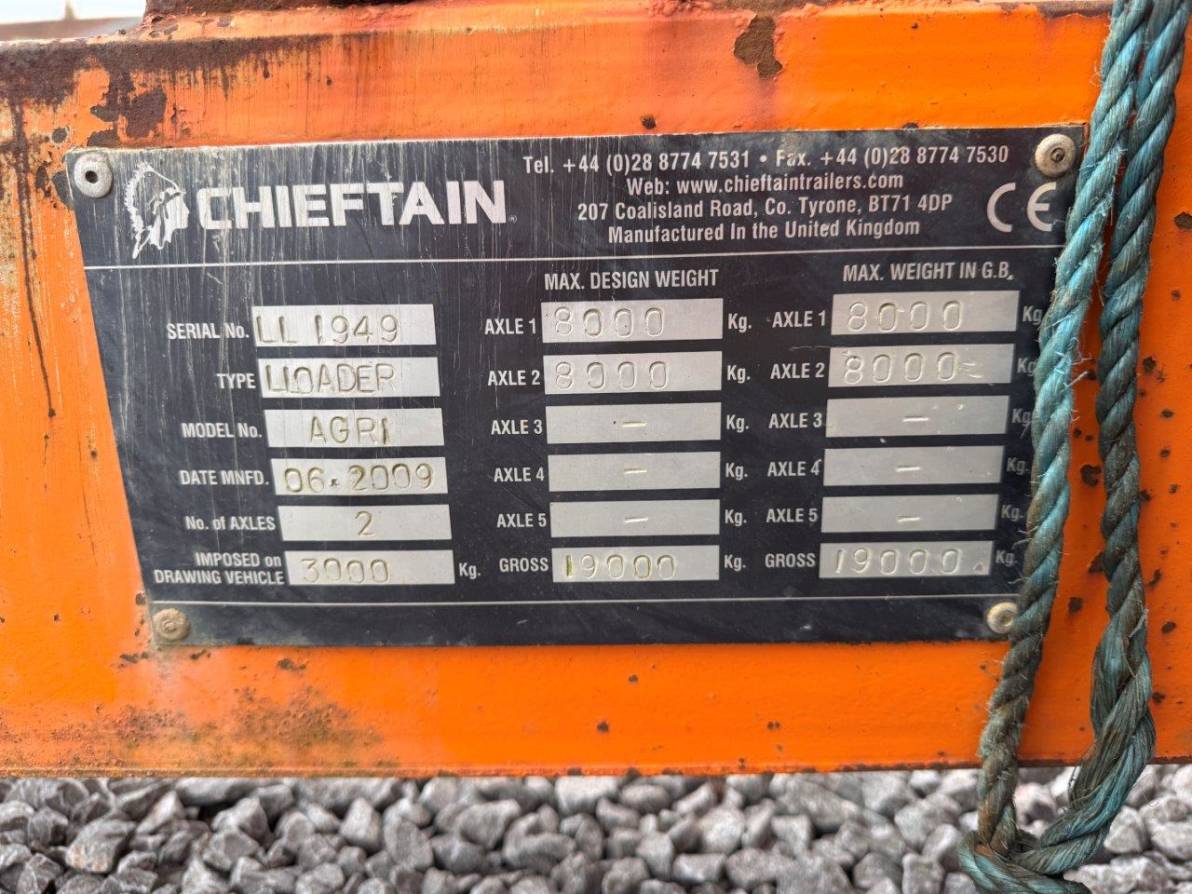 CHIEFTAIN
Tel. +44 (0)28 8774 7531 • Fax. +44 (0)28 8774 7530
Web: www.chieftaintrailers.com
207 Coalisland Road, Co. Tyrone, BT71 4DP
Manufactured In the United Kingdom
CE
MAX. DESIGN WEIGHT MAX. WEIGHT IN G.B.
SERIAL No. LL 1949 AXLE 1 8000 Kg. AXLE 1 8000 Kg
TYPE LLOADER AXLE 2 8000 Kg. AXLE 2 8000 Kg
MODEL No. AGRI AXLE 3 – Kg. AXLE 3 – Kg
DATE MNFD. 06.2009 AXLE 4 – Kg. AXLE 4 – Kg.
No. of AXLES 2 AXLE 5 – Kg. AXLE 5 – Kg.
IMPOSED on
DRAWING VEHICLE 3000 Kg. GROSS 19000 Kg. GROSS 19000. Kg